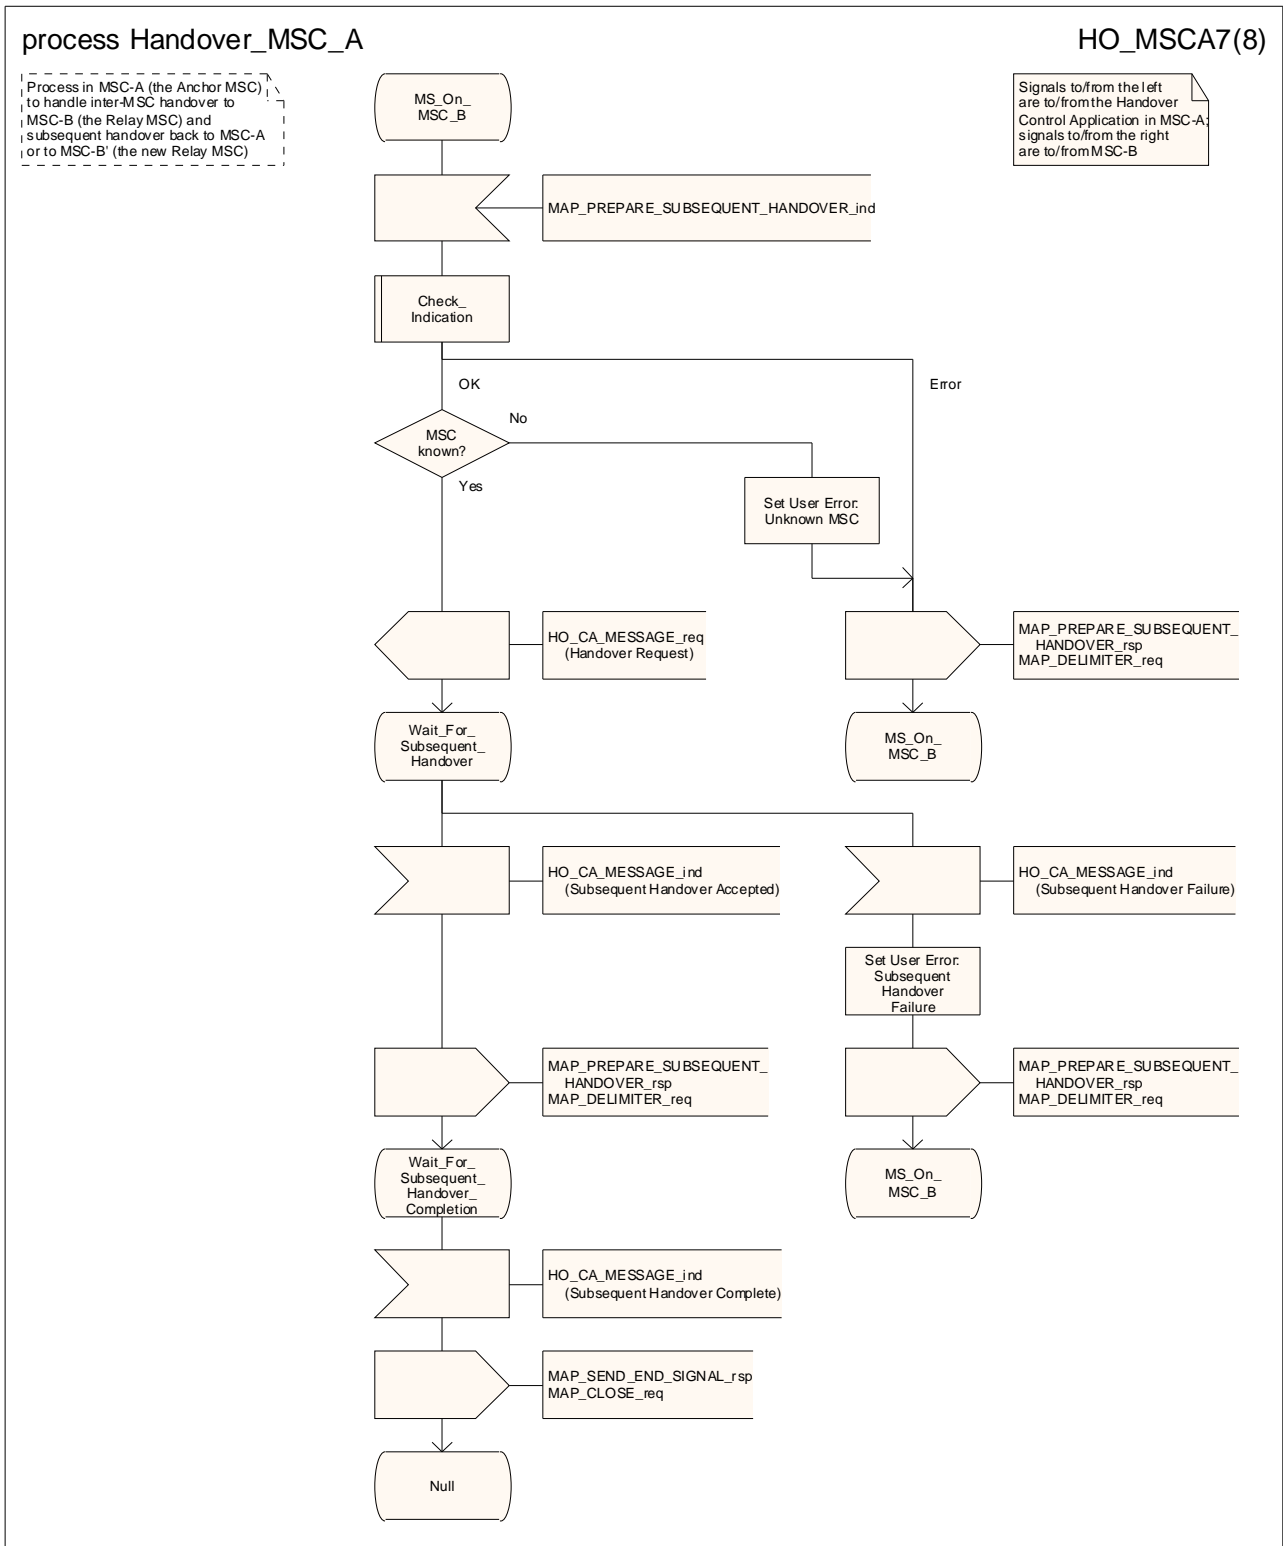 process Handover_MSC_A
HO_MSCA7(8)
Process in MSC-A (the Anchor MSC)
to handle inter-MSC handover to
MSC-B (the Relay MSC) and
subsequent handover back to MSC-A
or to MSC-B' (the new Relay MSC)
MS_On_
MSC_B
Signals to/from the left
are to/from the Handover
Control Application in MSC-A;
signals to/from the right
are to/from MSC-B
MAP_PREPARE_SUBSEQUENT_HANDOVER_ind
Check_
Indication
OK
Error
No
MSC
known?
Yes
Set User Error:
Unknown MSC
HO_CA_MESSAGE_req
(Handover Request)
MAP_PREPARE_SUBSEQUENT_
HANDOVER_rsp
MAP_DELIMITER_req
Wait_For_
Subsequent_
Handover
MS_On_
MSC_B
HO_CA_MESSAGE_ind
(Subsequent Handover Accepted)
HO_CA_MESSAGE_ind
(Subsequent Handover Failure)
Set User Error:
Subsequent
Handover
Failure
MAP_PREPARE_SUBSEQUENT_
HANDOVER_rsp
MAP_DELIMITER_req
MAP_PREPARE_SUBSEQUENT_
HANDOVER_rsp
MAP_DELIMITER_req
Wait_For_
Subsequent_
Handover_
Completion
MS_On_
MSC_B
HO_CA_MESSAGE_ind
(Subsequent Handover Complete)
MAP_SEND_END_SIGNAL_rsp
MAP_CLOSE_req
Null